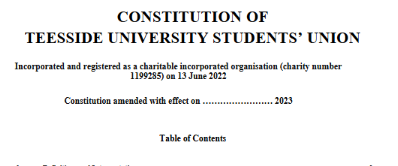 CONSTITUTION OF
TEESSIDE UNIVERSITY STUDENTS' UNION
Incorporated and registered as a charitable incorporated organisation (charity number
1199285) on 13 June 2022
Constitution amended with effect on ........................ 2023
Table of Contents